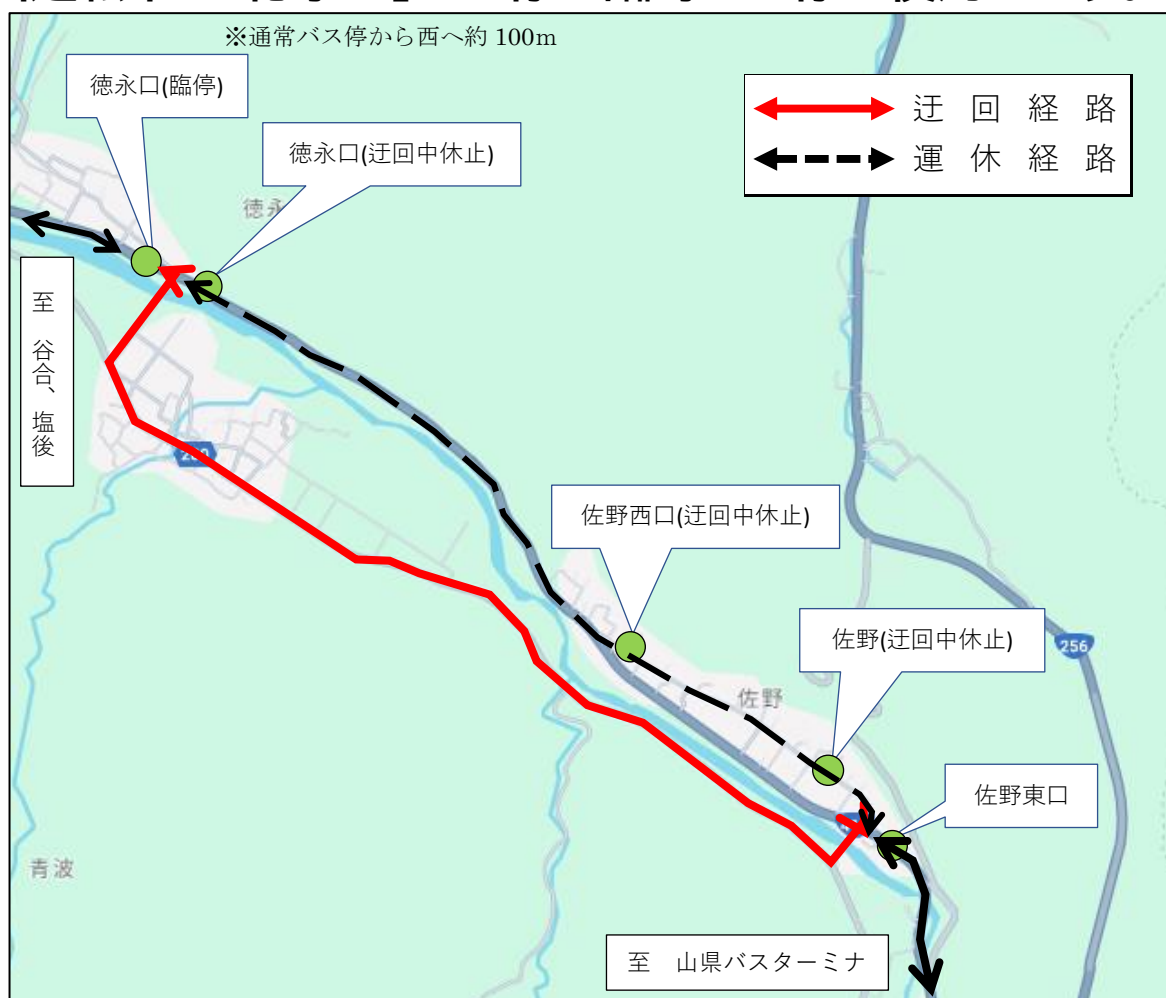 ※通常バス停から西へ約 100m
徳永口(臨停)
徳永口(迂回中休止)
迂回経路
運休経路
徳永
至 谷合、塩後
佐野西口(迂回中休止)
佐野(迂回中休止)
256
佐野
佐野東口
青波
至 山県バスターミナ